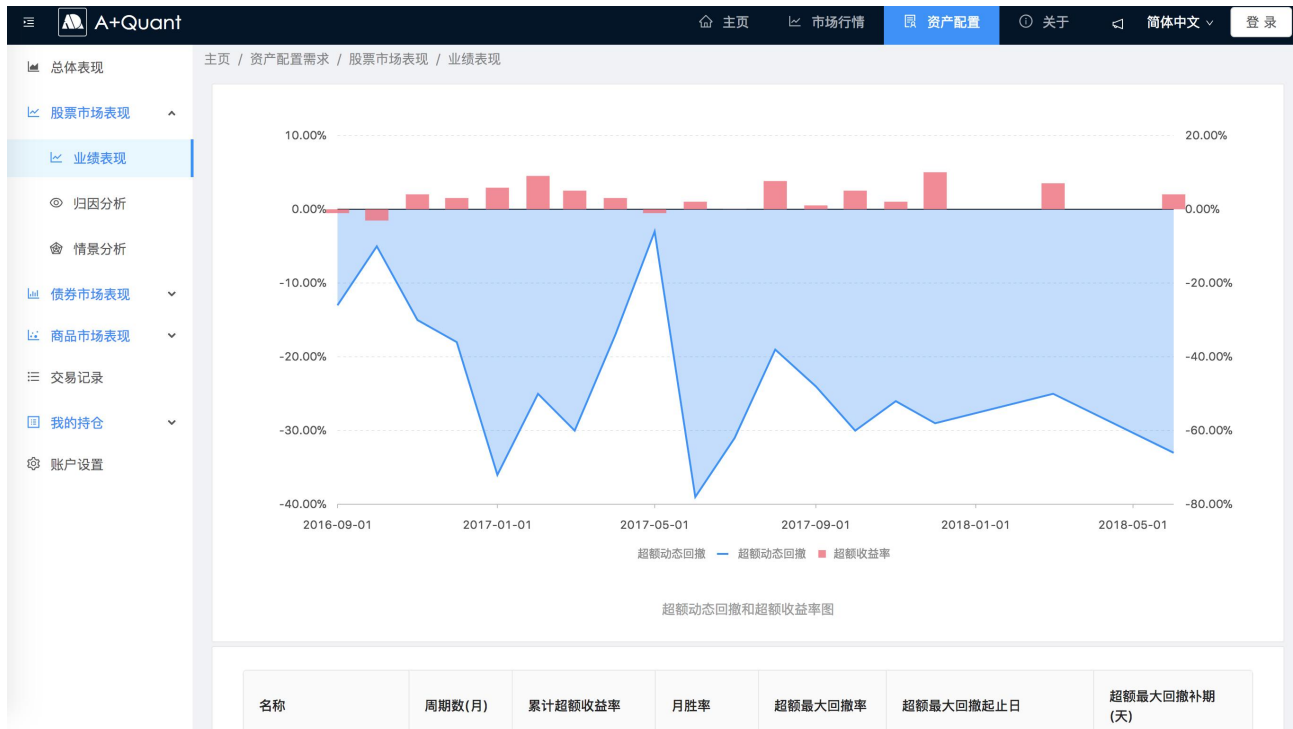 A+Quant
主页
市场行情
资产配置
关于
简体中文
登录
总体表现
股票市场表现
业绩表现
归因分析
情景分析
债券市场表现
商品市场表现
交易记录
我的持仓
账户设置
主页 / 资产配置需求 / 股票市场表现 / 业绩表现
10.00%
0.00%
-10.00%
-20.00%
-30.00%
-40.00%
20.00%
0.00%
-20.00%
-40.00%
-60.00%
-80.00%
2016-09-01
2017-01-01
2017-05-01
2017-09-01
2018-01-01
2018-05-01
超额动态回撤 超额动态回撤 超额收益率
超额动态回撤和超额收益率图
名称
周期数(月)
累计超额收益率
月胜率
超额最大回撤率
超额最大回撤起止日
超额最大回撤补期
(天)